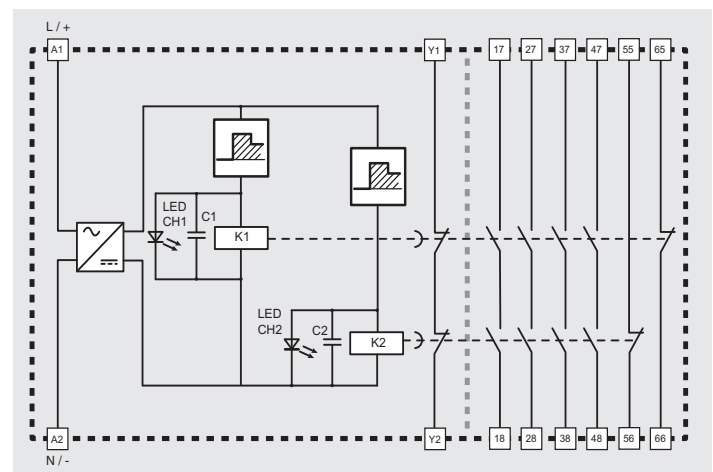 L / +
A1 Y1 17 27 37 47 55 65
LED
CH1
C1
K1
LED
CH2
C2
K2
A2 Y2 18 28 38 48 56 66
N / -